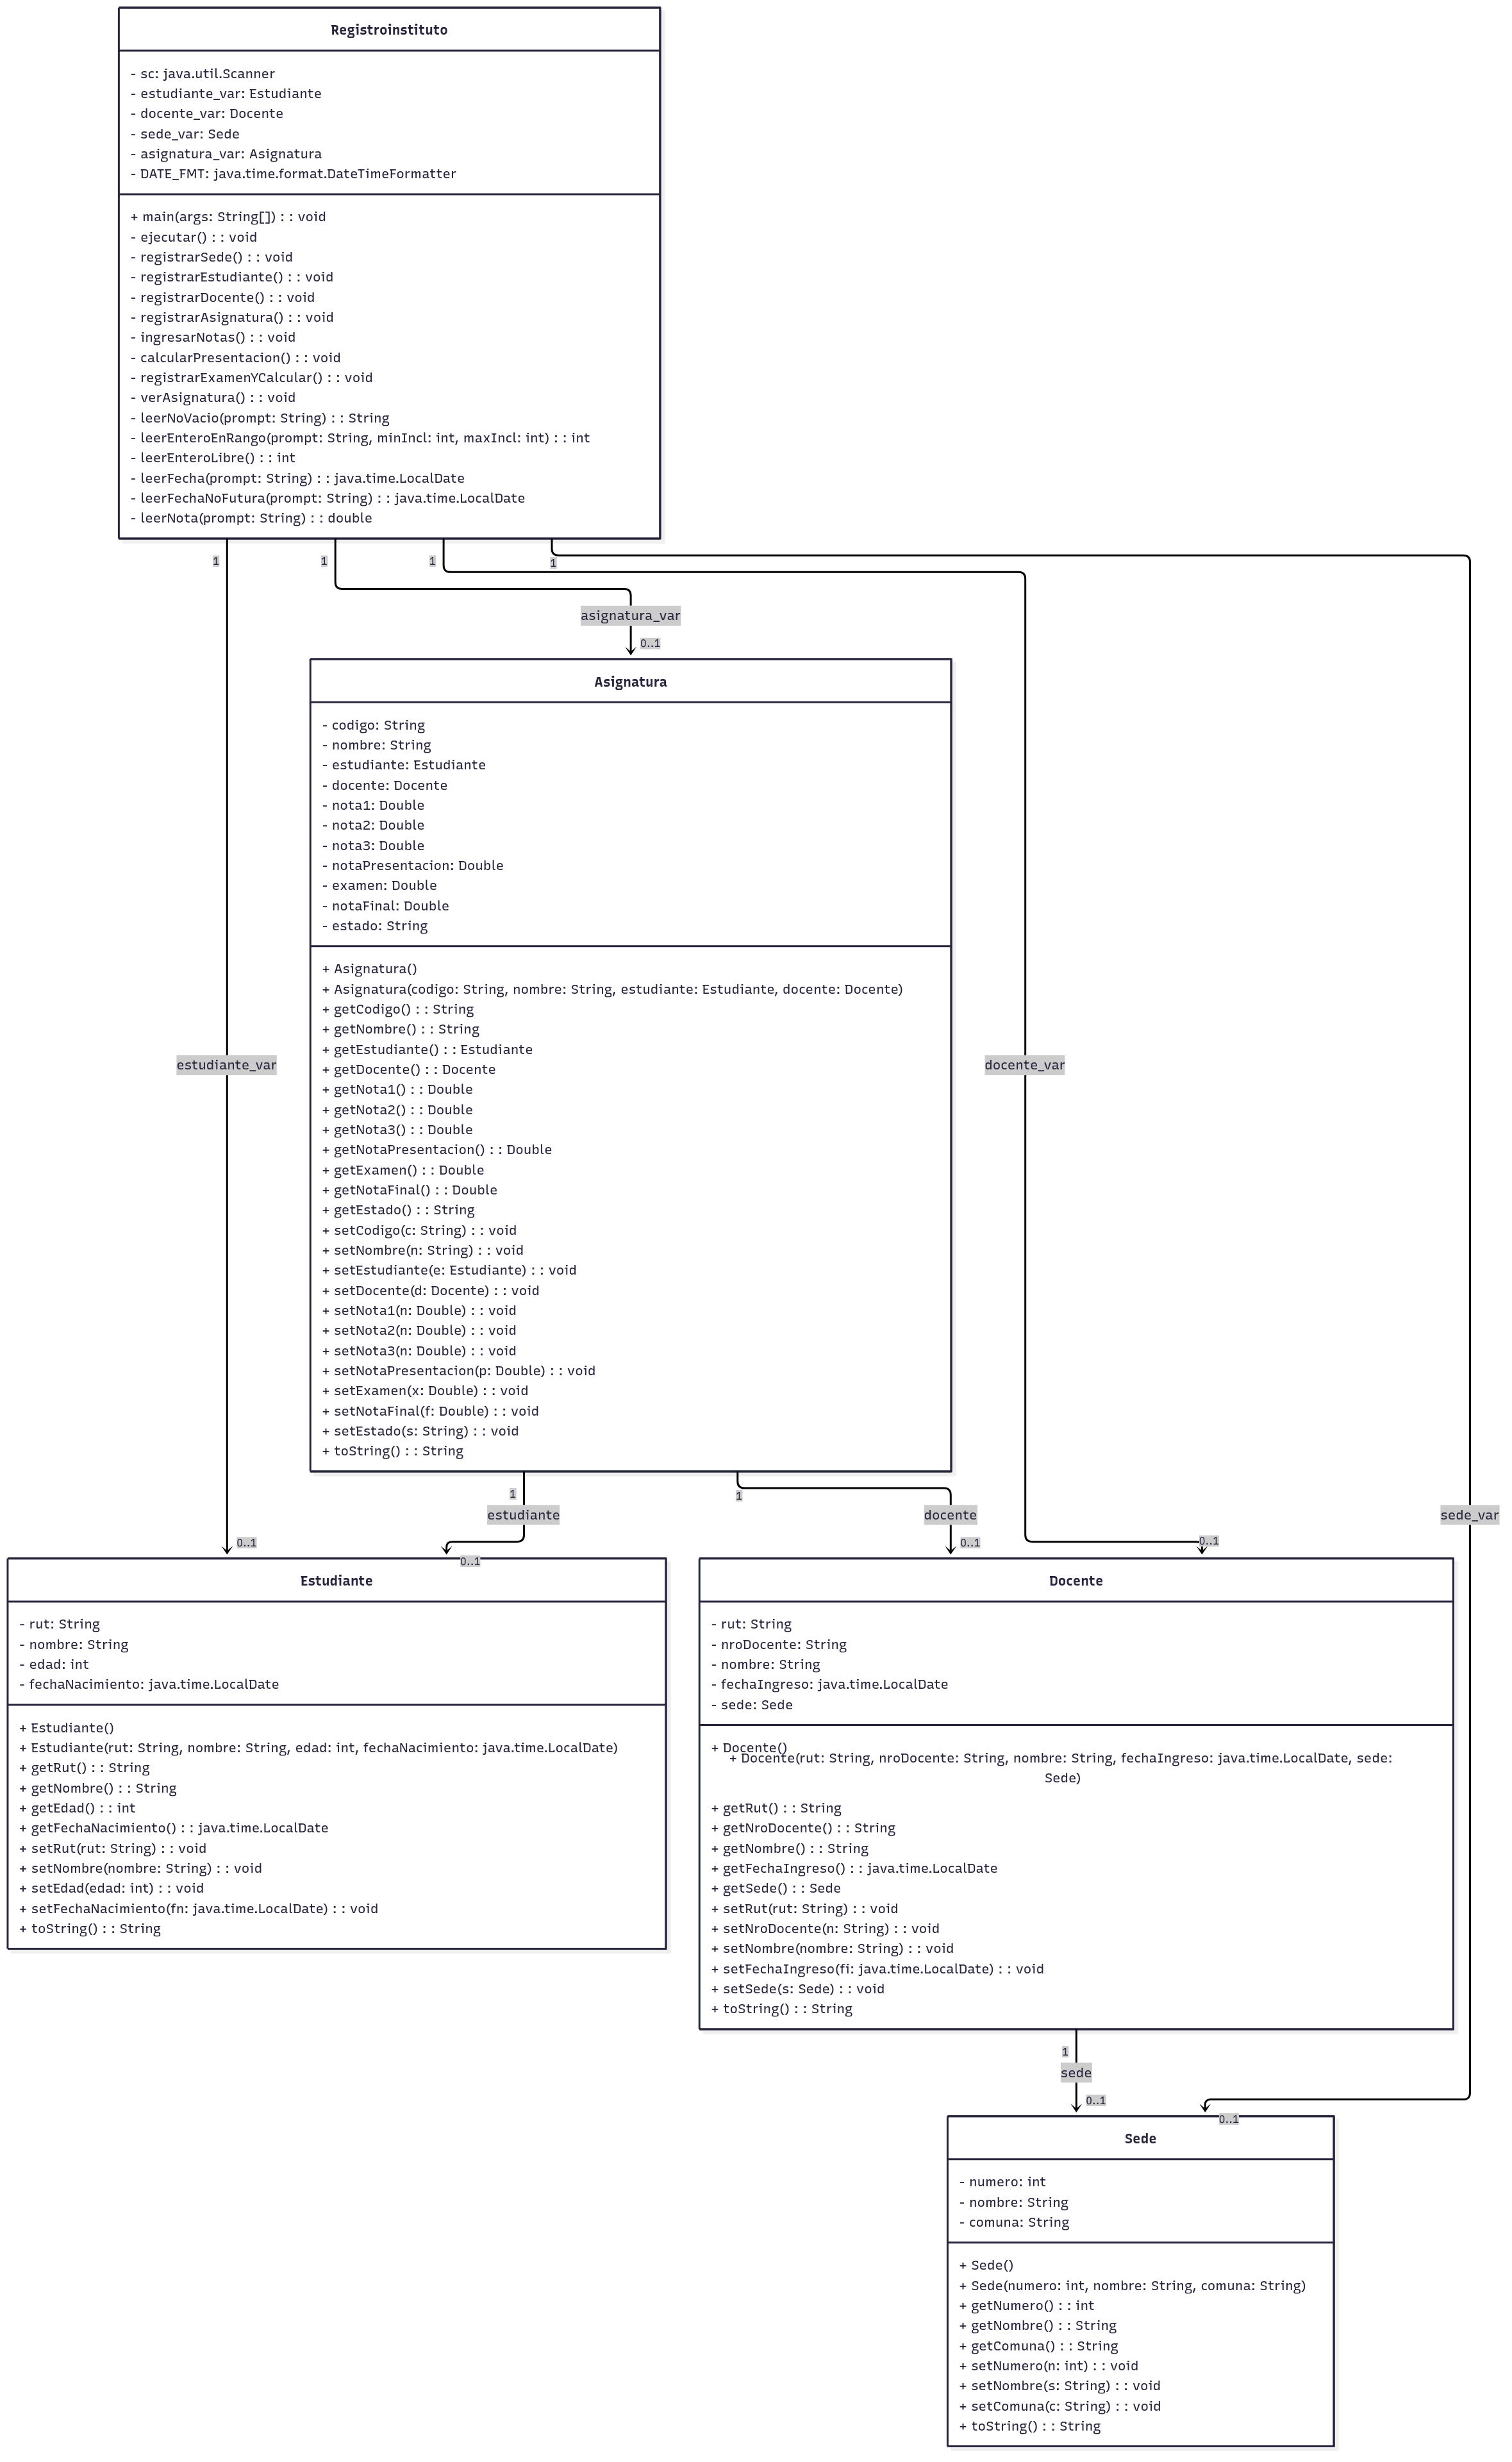 Registroinstituto
- sc: java.util.Scanner
- estudiante_var: Estudiante
- docente_var: Docente
- sede_var: Sede
- asignatura_var: Asignatura
- DATE_FMT: java.time.format.DateTimeFormatter
+ main(args: String[]) : : void
- ejecutar() : : void
- registrarSede() : : void
- registrarEstudiante() : : void
- registrarDocente() : : void
- registrarAsignatura() : : void
- ingresarNotas() : : void
- calcularPresentacion() : : void
- registrarExamenYCalcular() : : void
- verAsignatura() : : void
- leerNoVacio(prompt: String) : : String
- leerEnteroEnRango(prompt: String, minIncl: int, maxIncl: int) : : int
- leerEnteroLibre() : : int
- leerFecha(prompt: String) : : java.time.LocalDate
- leerFechaNoFutura(prompt: String) : : java.time.LocalDate
- leerNota(prompt: String) : : double
1
1
1
1
asignatura_var
0..1
Asignatura
- codigo: String
- nombre: String
- estudiante: Estudiante
- docente: Docente
- nota1: Double
- nota2: Double
- nota3: Double
- notaPresentacion: Double
- examen: Double
- notaFinal: Double
- estado: String
+ Asignatura()
+ Asignatura(codigo: String, nombre: String, estudiante: Estudiante, docente: Docente)
+ getCodigo() : : String
+ getNombre() : : String
+ getEstudiante() : : Estudiante
+ getDocente() : : Docente
+ getNota1() : : Double
+ getNota2() : : Double
+ getNota3() : : Double
+ getNotaPresentacion() : : Double
+ getExamen() : : Double
+ getNotaFinal() : : Double
+ getEstado() : : String
+ setCodigo(c: String) : : void
+ setNombre(n: String) : : void
+ setEstudiante(e: Estudiante) : : void
+ setDocente(d: Docente) : : void
+ setNota1(n: Double) : : void
+ setNota2(n: Double) : : void
+ setNota3(n: Double) : : void
+ setNotaPresentacion(p: Double) : : void
+ setExamen(x: Double) : : void
+ setNotaFinal(f: Double) : : void
+ setEstado(s: String) : : void
+ toString() : : String
estudiante_var
docente_var
1
estudiante
1
docente
sede_var
0..1
0..1
0..1
0..1
Estudiante
- rut: String
- nombre: String
- edad: int
- fechaNacimiento: java.time.LocalDate
+ Estudiante()
+ Estudiante(rut: String, nombre: String, edad: int, fechaNacimiento: java.time.LocalDate)
+ getRut() : : String
+ getNombre() : : String
+ getEdad() : : int
+ getFechaNacimiento() : : java.time.LocalDate
+ setRut(rut: String) : : void
+ setNombre(nombre: String) : : void
+ setEdad(edad: int) : : void
+ setFechaNacimiento(fn: java.time.LocalDate) : : void
+ toString() : : String
Docente
- rut: String
- nroDocente: String
- nombre: String
- fechaIngreso: java.time.LocalDate
- sede: Sede
+ Docente()
+ Docente(rut: String, nroDocente: String, nombre: String, fechaIngreso: java.time.LocalDate, sede:
Sede)
+ getRut() : : String
+ getNroDocente() : : String
+ getNombre() : : String
+ getFechaIngreso() : : java.time.LocalDate
+ getSede() : : Sede
+ setRut(rut: String) : : void
+ setNroDocente(n: String) : : void
+ setNombre(nombre: String) : : void
+ setFechaIngreso(fi: java.time.LocalDate) : : void
+ setSede(s: Sede) : : void
+ toString() : : String
1
sede
0..1
0..1
Sede
- numero: int
- nombre: String
- comuna: String
+ Sede()
+ Sede(numero: int, nombre: String, comuna: String)
+ getNumero() : : int
+ getNombre() : : String
+ getComuna() : : String
+ setNumero(n: int) : : void
+ setNombre(s: String) : : void
+ setComuna(c: String) : : void
+ toString() : : String